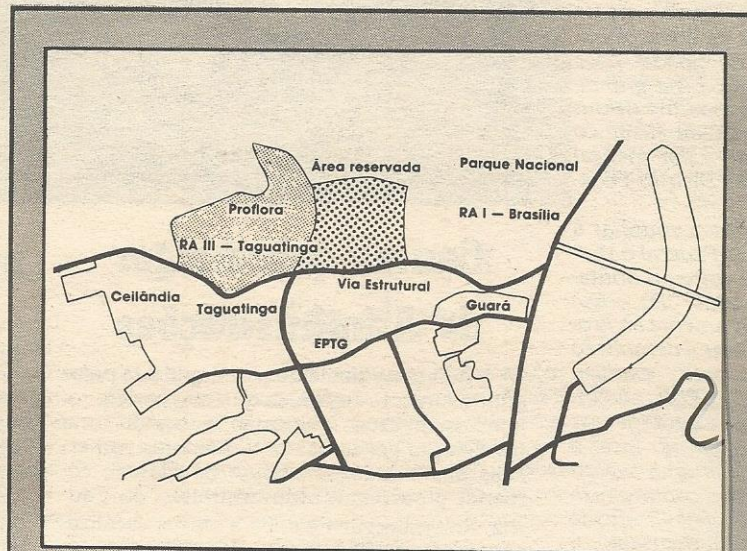 Área reservada
Parque Nacional
Proflora
RA I — Brasília
RA III — Taguatinga
Via Estrutural
Ceilândia
Taguatinga
Guará
EPTG